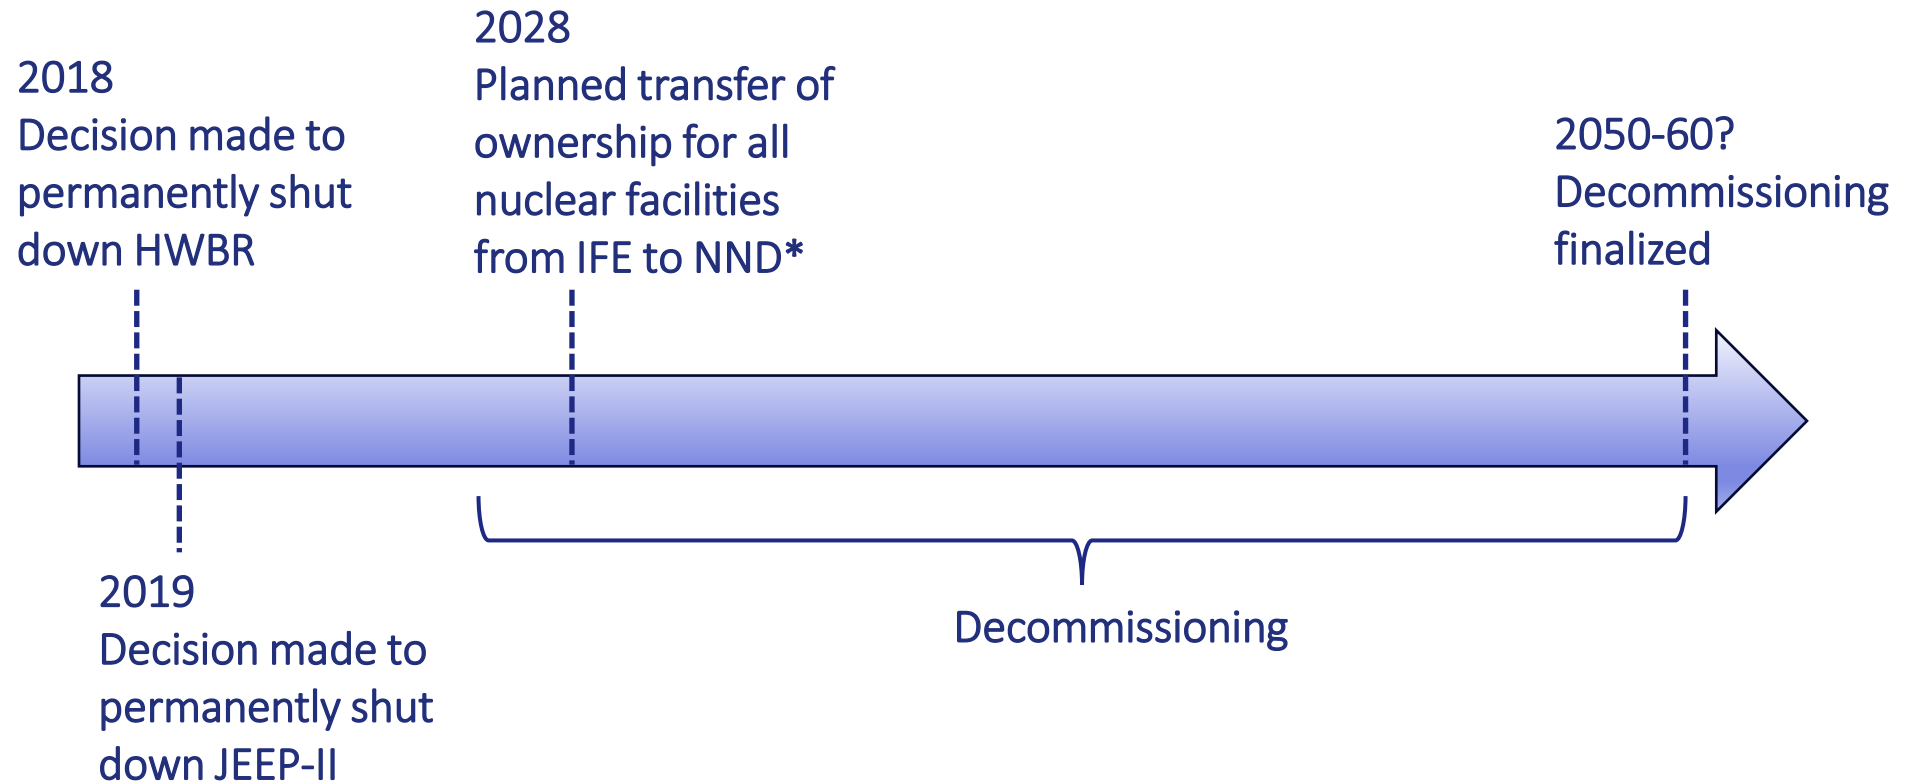 2018
Decision made to
permanently shut
down HWBR
2028
Planned transfer of
ownership for all
nuclear facilities
from IFE to NND*
2050-60?
Decommissioning
finalized
2019
Decision made to
permanently shut
down JEEP-II
Decommissioning